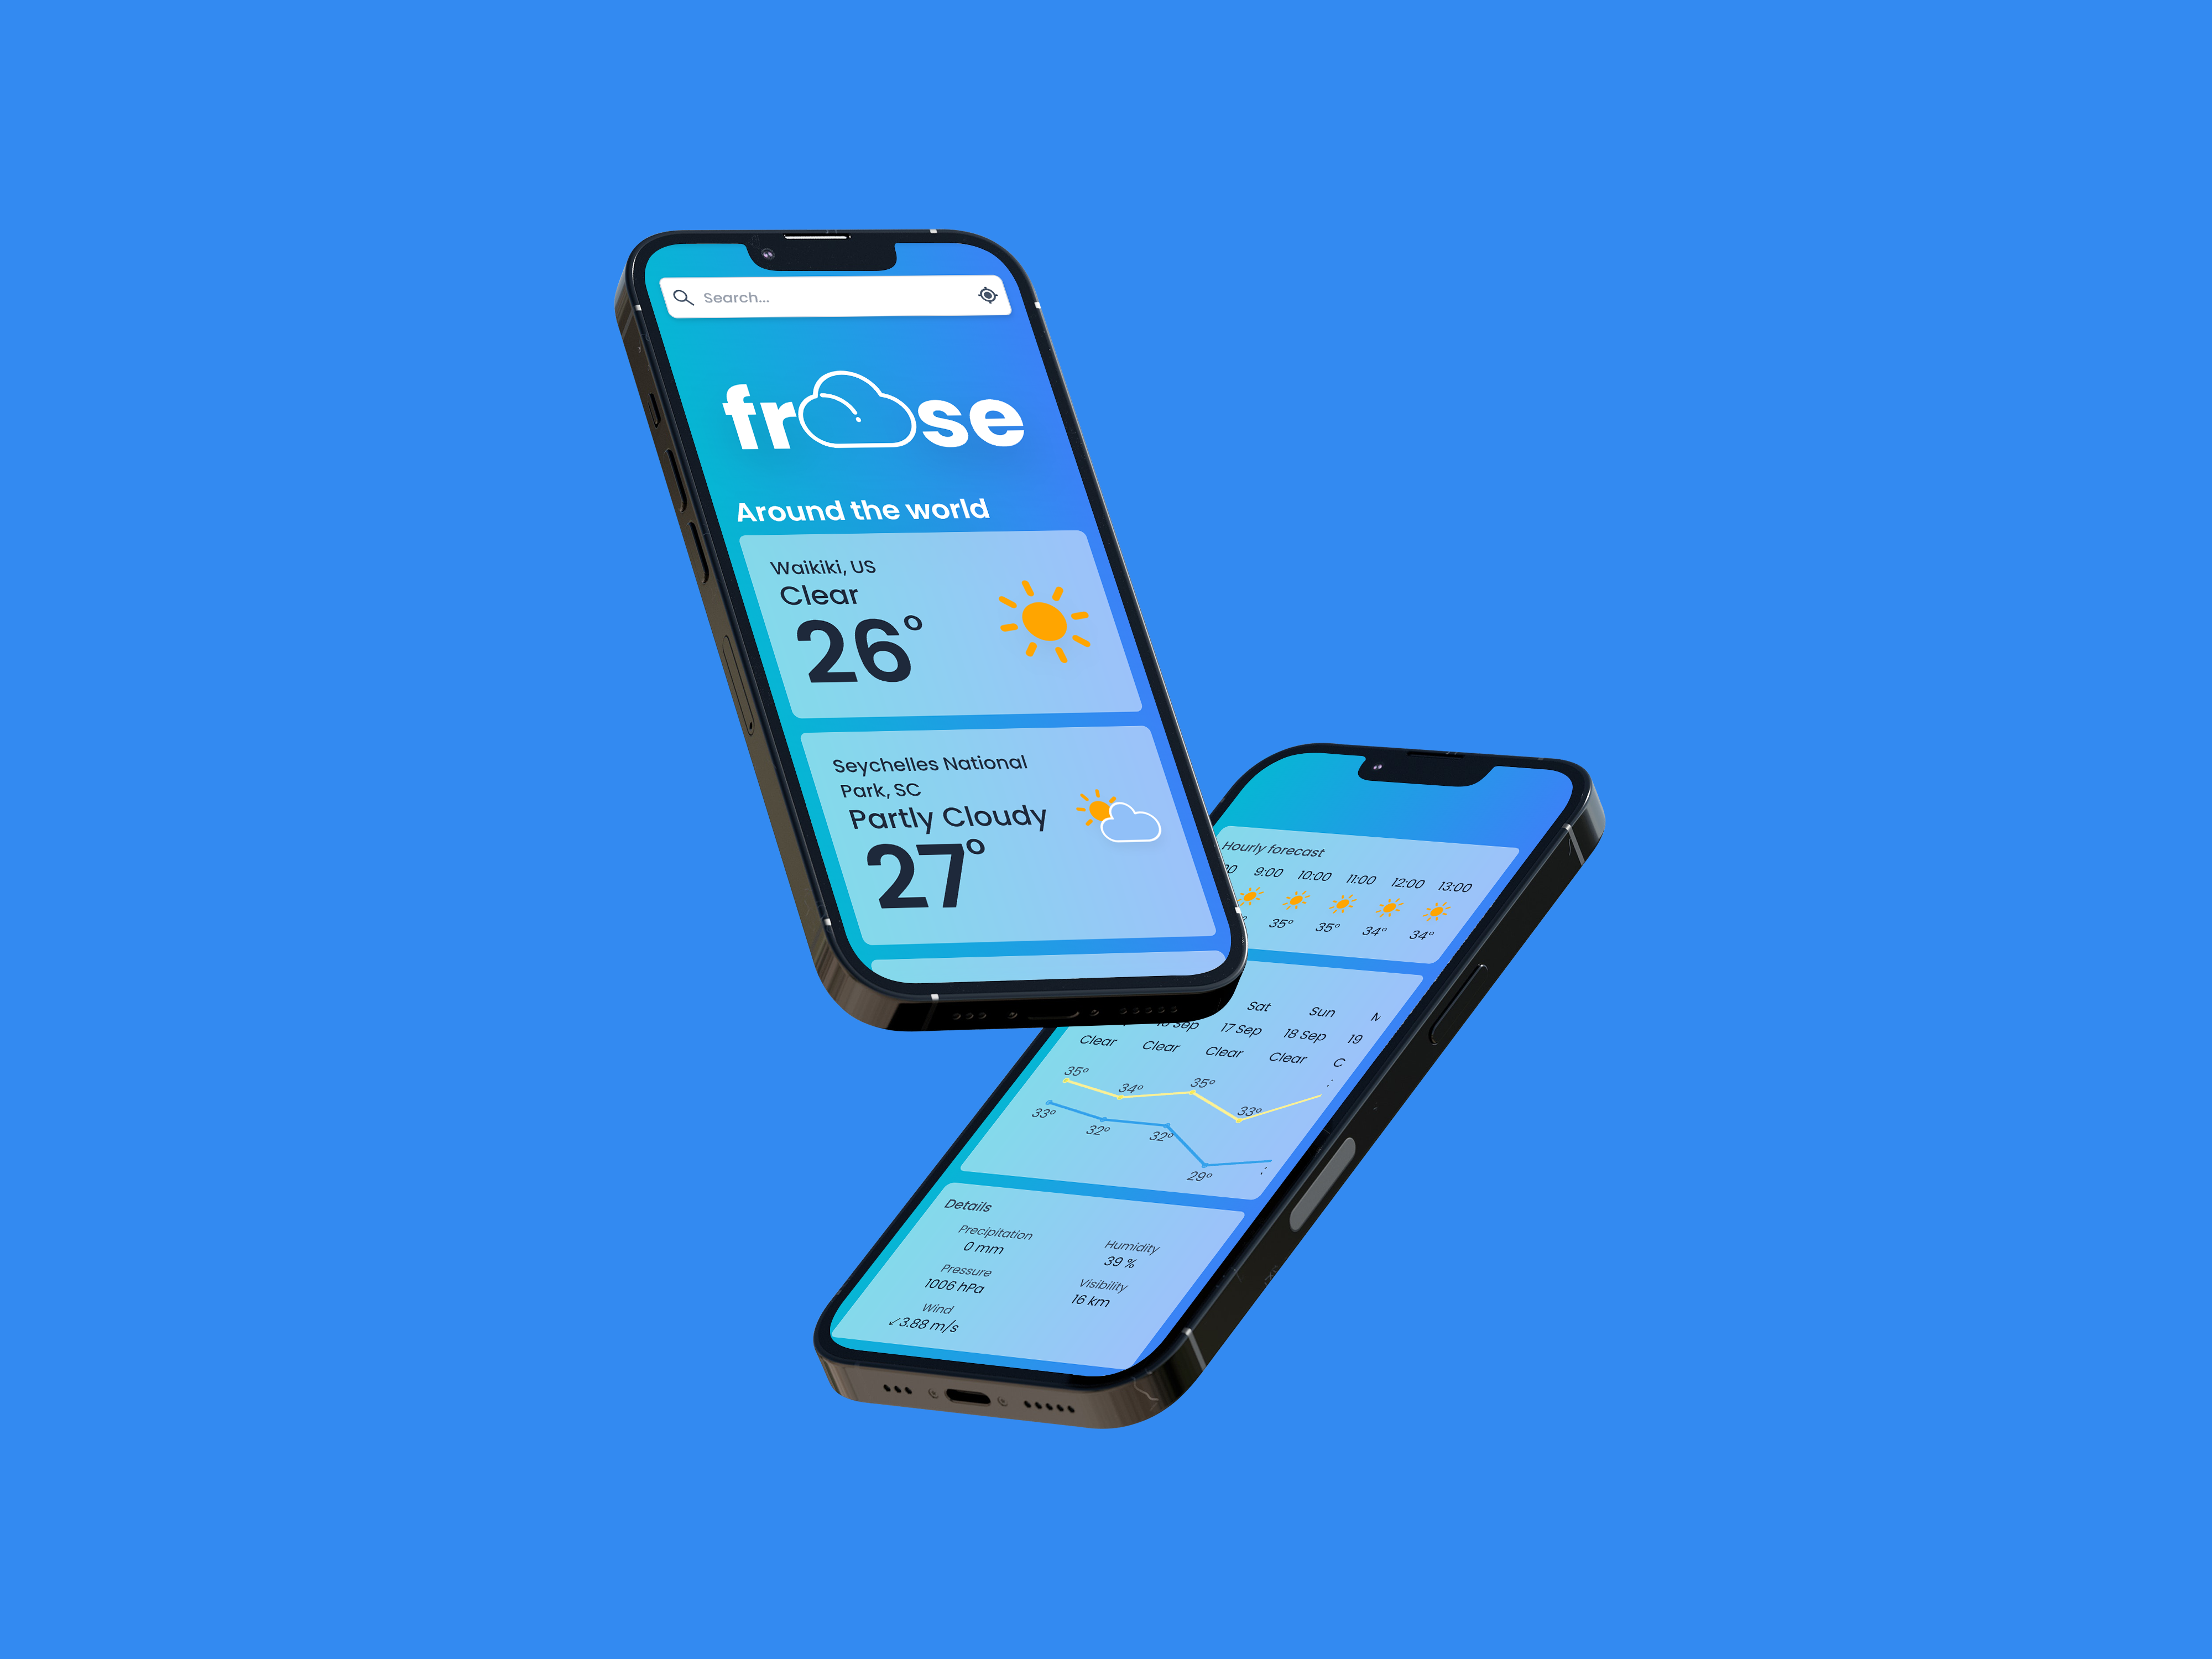 Search...
frose
Around the world
Waikiki, US
Clear
26°
Seychelles National
Park, SC
Partly Cloudy
27°
Hourly forecast
9:00 10:00 11:00 12:00 13:00
35° 35° 34° 34°
Sat Sun
Sep 17 Sep 18 Sep 19
Clear Clear Clear Clear
35° 34° 35° 33°
33° 32° 32° 29°
Details
Precipitation Humidity
0 mm 39 %
Pressure Visibility
1006 hPa 16 km
Wind
↙3.88 m/s